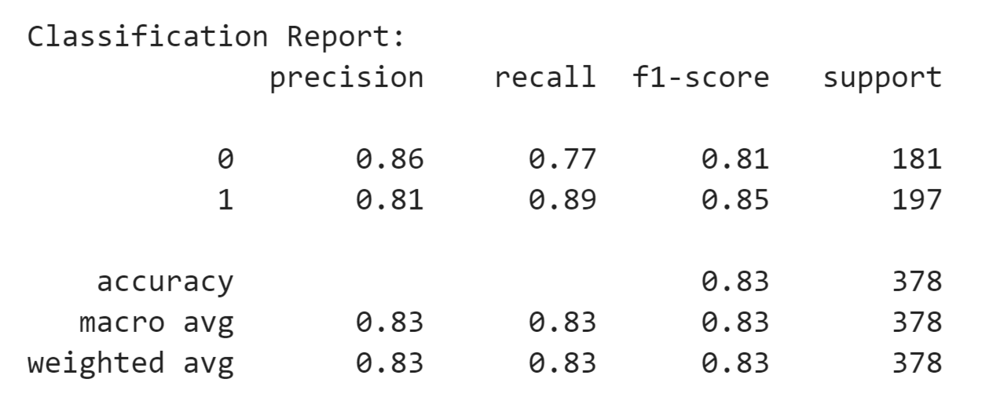 Classification Report:
precision recall f1-score support
0 0.86 0.77 0.81 181
1 0.81 0.89 0.85 197
accuracy 0.83 378
macro avg 0.83 0.83 0.83 378
weighted avg 0.83 0.83 0.83 378